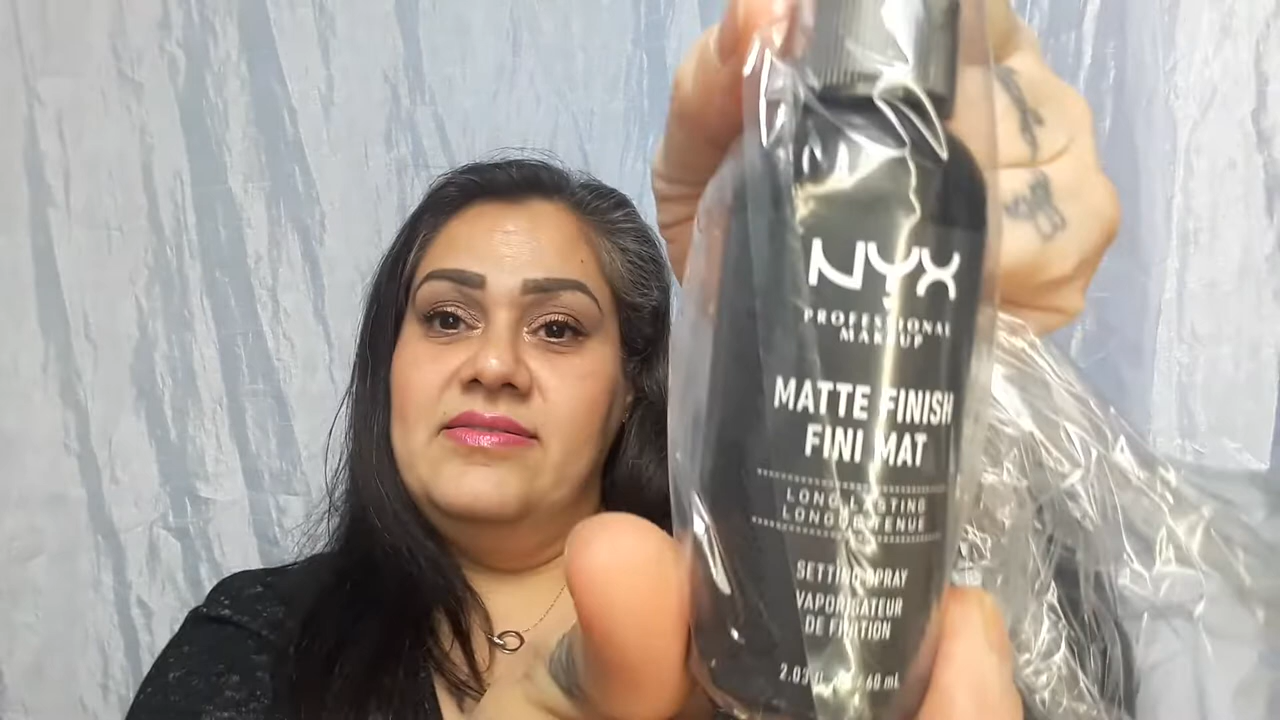 NYX
PROFESSIONAL
MAKEUP
MATTE FINISH
FINI MAT
LONG LASTING
LONGUE TENUE
SETTING SPRAY
VAPORISATEUR
DE FINITION
60 mL